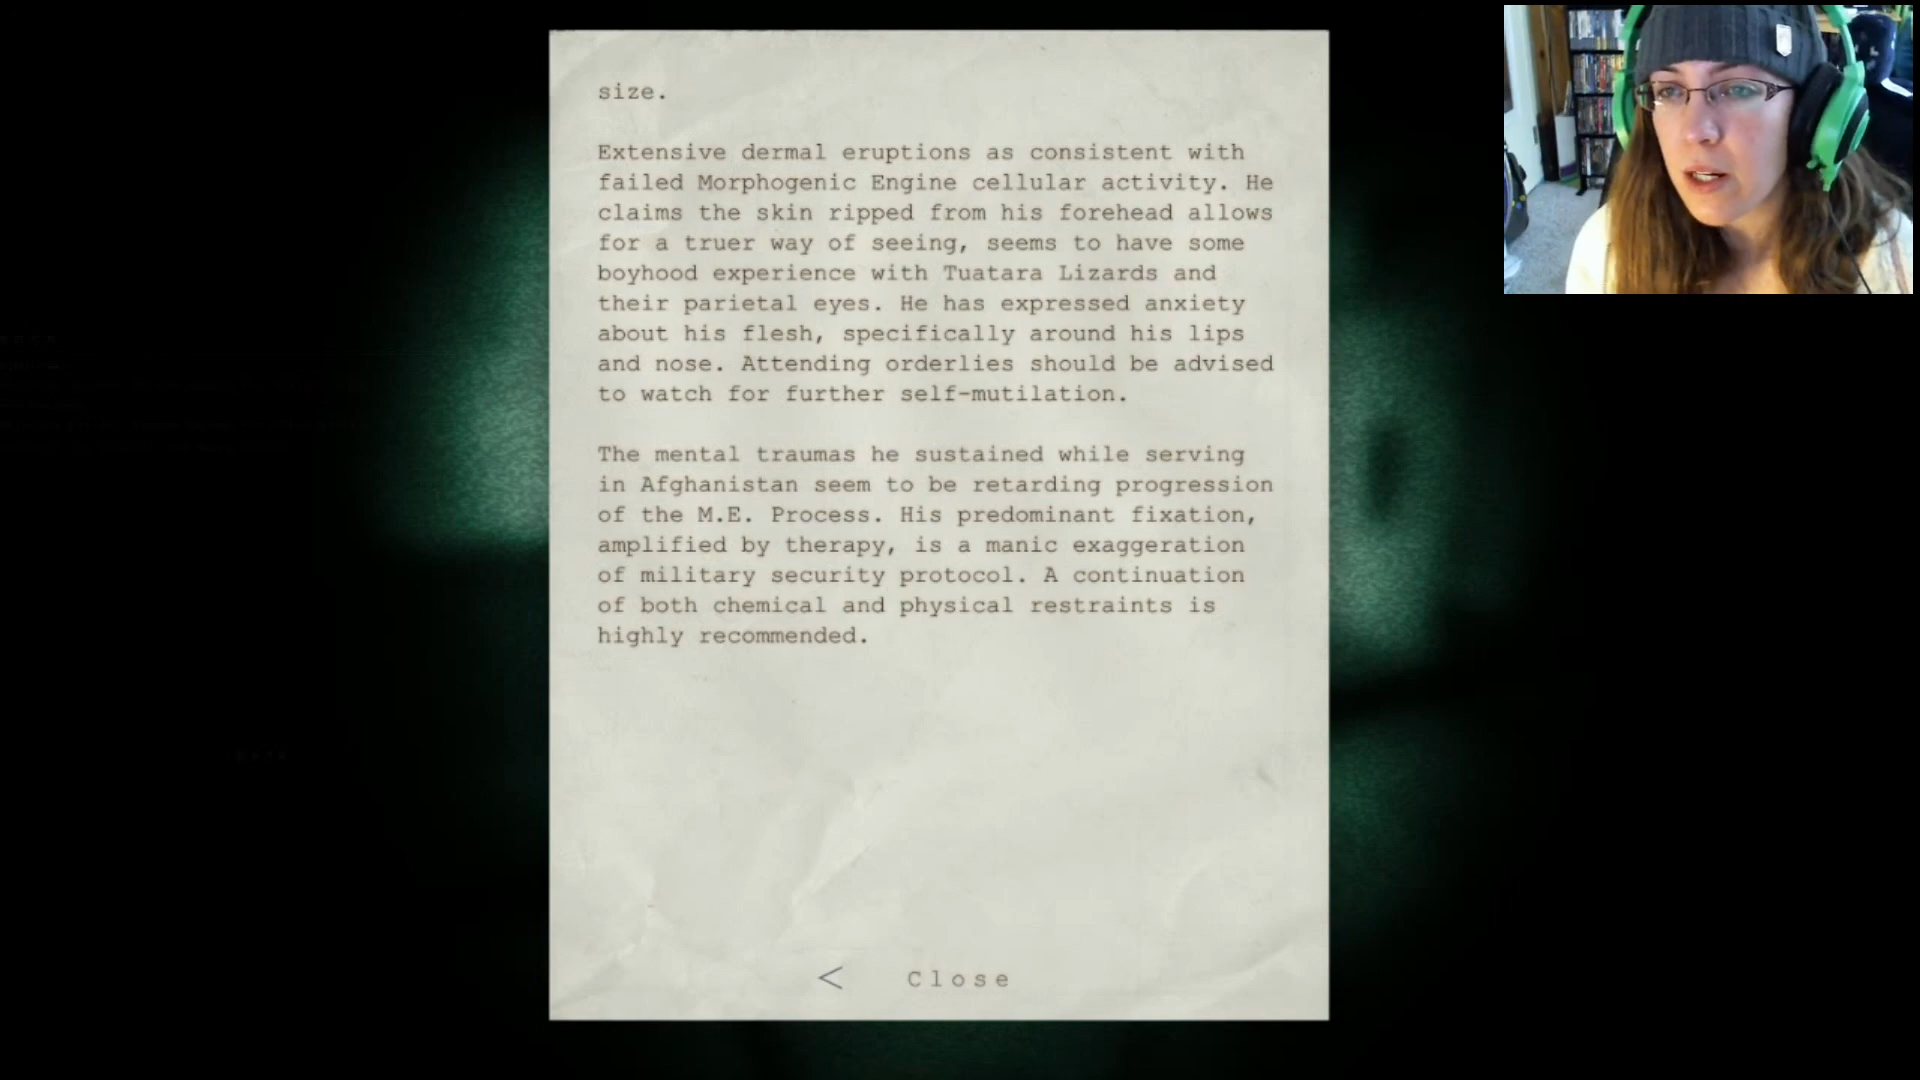 size.
Extensive dermal eruptions as consistent with
failed Morphogenic Engine cellular activity. He
claims the skin ripped from his forehead allows
for a truer way of seeing, seems to have some
boyhood experience with Tuatara Lizards and
their parietal eyes. He has expressed anxiety
about his flesh, specifically around his lips
and nose. Attending orderlies should be advised
to watch for further self-mutilation.
The mental traumas he sustained while serving
in Afghanistan seem to be retarding progression
of the M.E. Process. His predominant fixation,
amplified by therapy, is a manic exaggeration
of military security protocol. A continuation
of both chemical and physical restraints is
highly recommended.
< Close